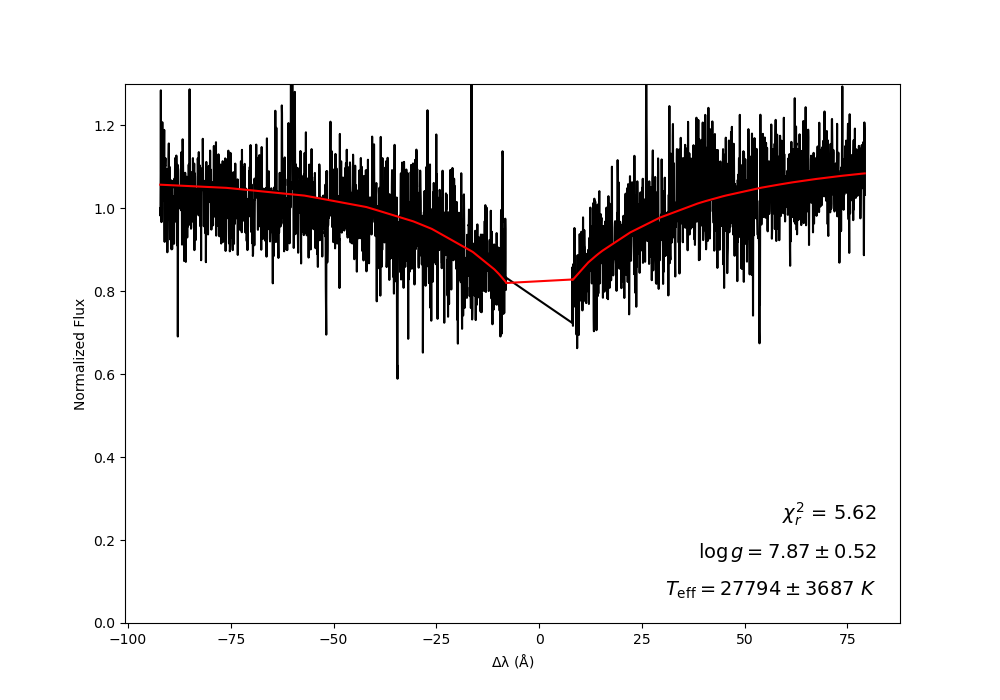 1.2
1.0
0.8
0.6
0.4
0.2
0.0
Normalized Flux
χ²ᵣ = 5.62
log g = 7.87 ± 0.52
T_eff = 27794 ± 3687 K
−100 −75 −50 −25 0 25 50 75
Δλ (Å)